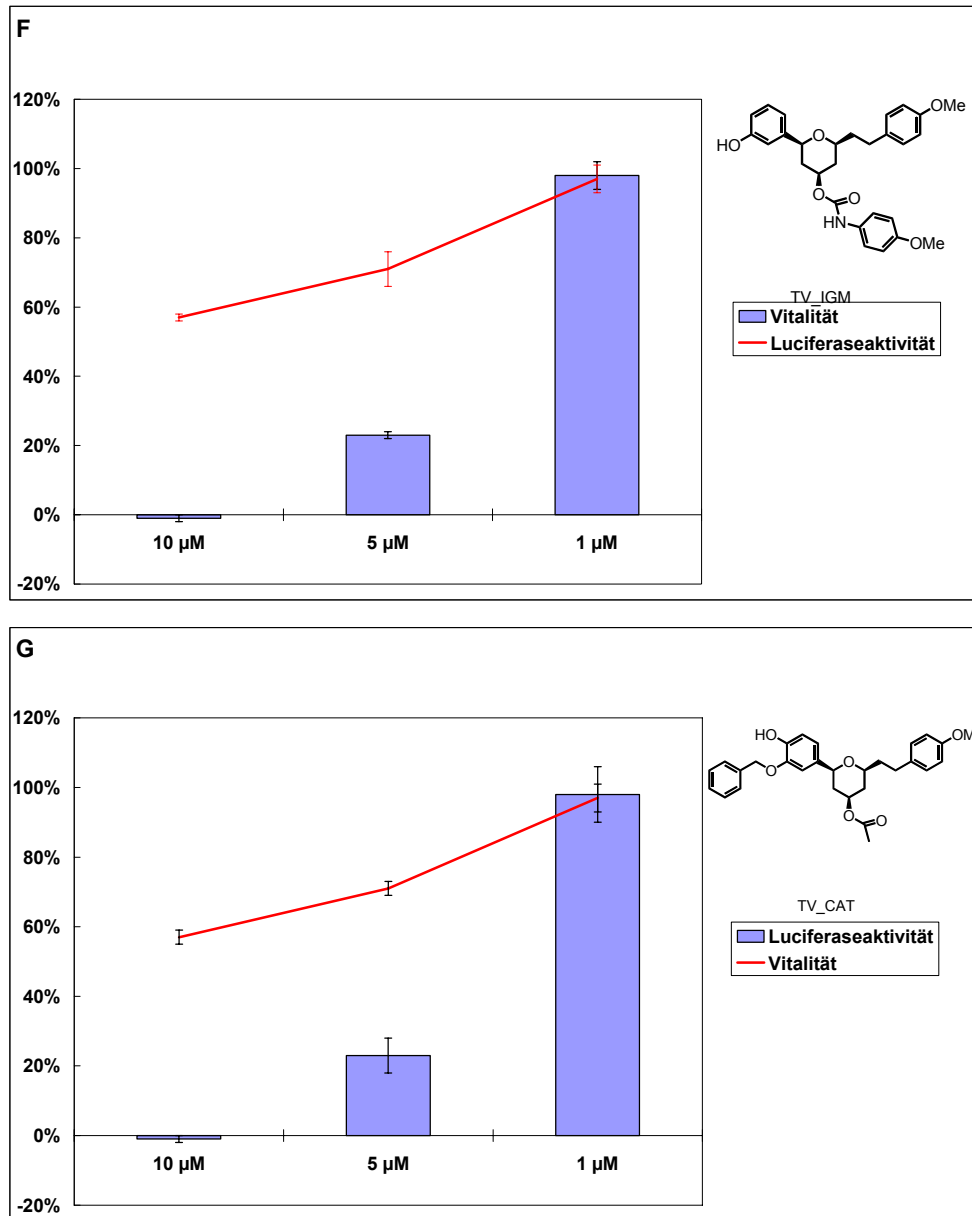 F
120%
100%
80%
60%
40%
20%
0%
-20%
10 µM 5 µM 1 µM
HO O OMe
O O
HN
OMe
TV_IGM
Vitalität
Luciferaseaktivität
G
120%
100%
80%
60%
40%
20%
0%
-20%
10 µM 5 µM 1 µM
HO OM
O O
O O
TV_CAT
Luciferaseaktivität
Vitalität